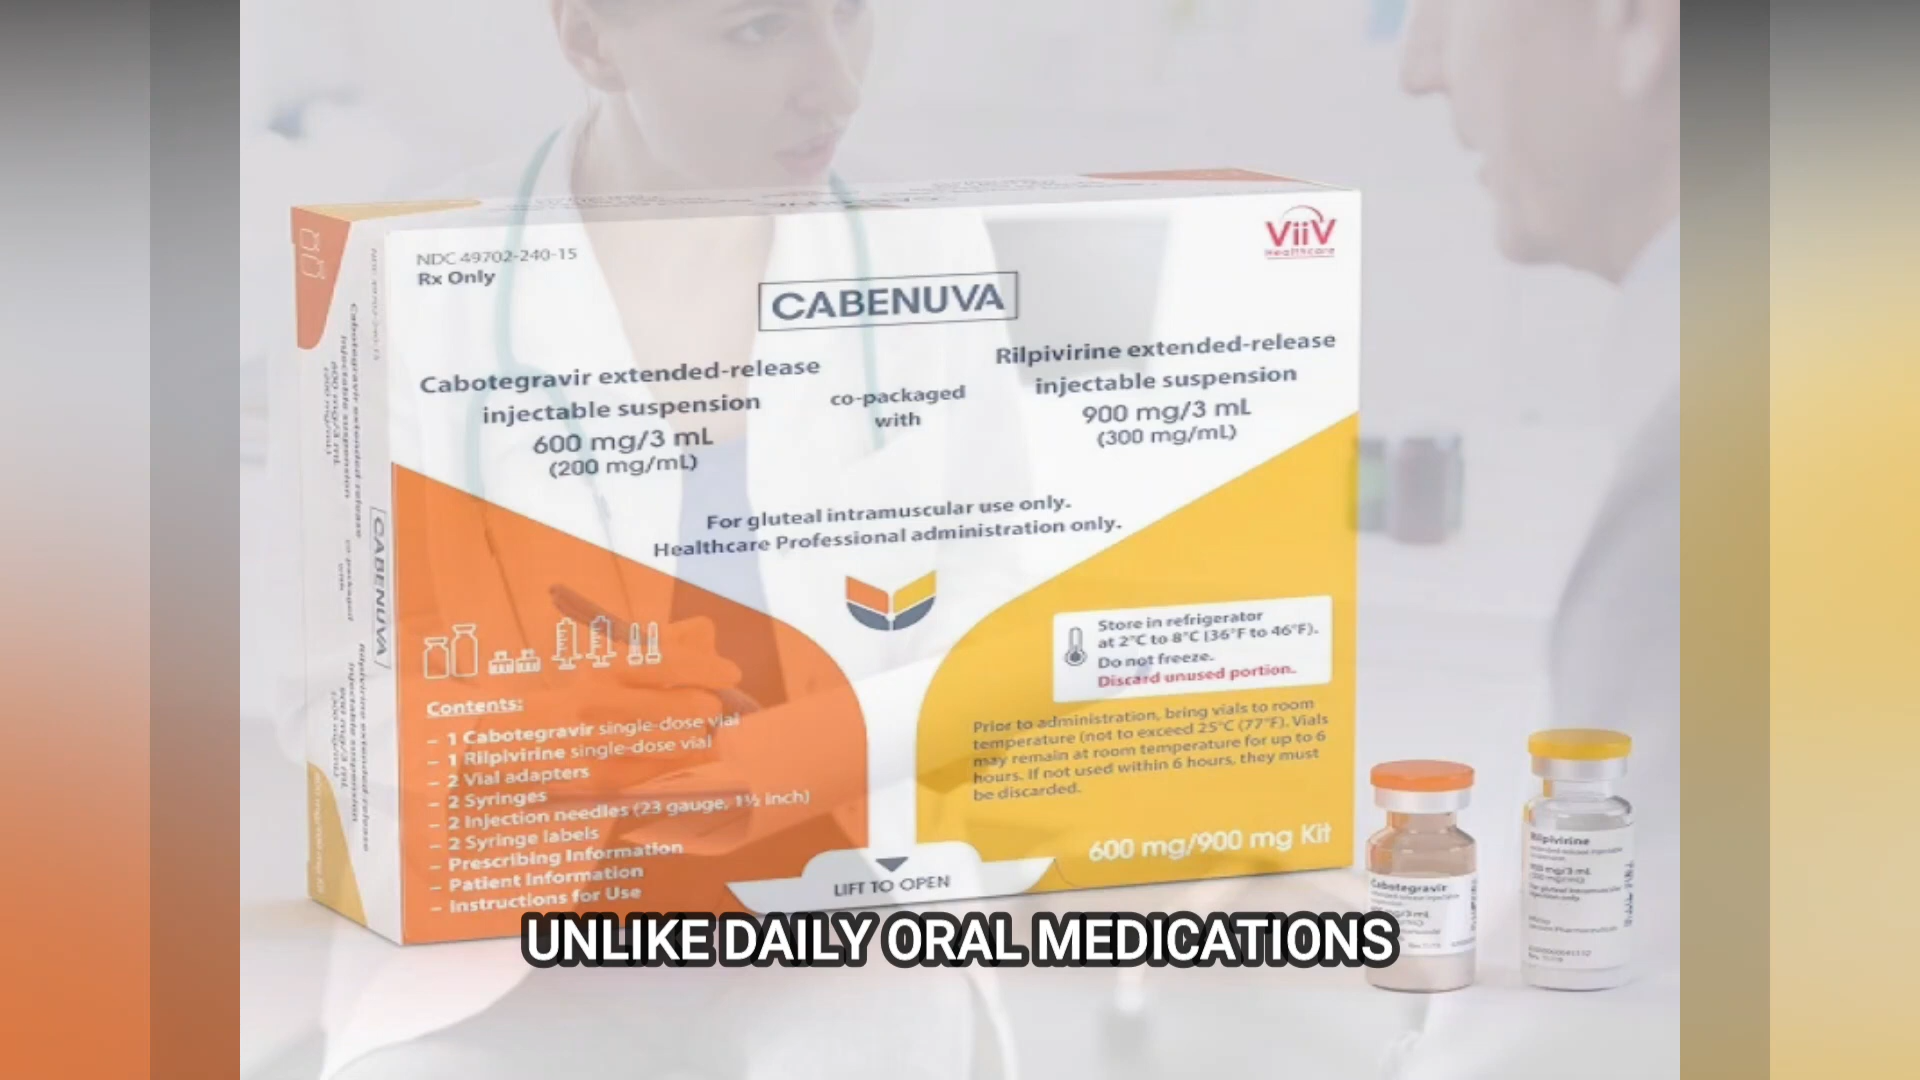 NDC 49702-240-15
Rx Only
ViiV
Healthcare
CABENUVA
Cabotegravir extended-release
injectable suspension
600 mg/3 mL
(200 mg/mL)
co-packaged
with
Rilpivirine extended-release
injectable suspension
900 mg/3 mL
(300 mg/mL)
For gluteal intramuscular use only.
Healthcare Professional administration only.
CABENUVA
Store in refrigerator
at 2°C to 8°C (36°F to 46°F).
Do not freeze.
Discard unused portion.
Contents:
- 1 Cabotegravir single-dose vial
- 1 Rilpivirine single-dose vial
- 2 Vial adapters
- 2 Syringes
- 2 Injection needles (23 gauge, 1½ inch)
- 2 Syringe labels
- Prescribing Information
- Patient Information
- Instructions for Use
Prior to administration, bring vials to room
temperature (not to exceed 25°C (77°F). Vials
may remain at room temperature for up to 6
hours. If not used within 6 hours, they must
be discarded.
600 mg/900 mg Kit
LIFT TO OPEN
Cabotegravir
Rilpivirine
UNLIKE DAILY ORAL MEDICATIONS